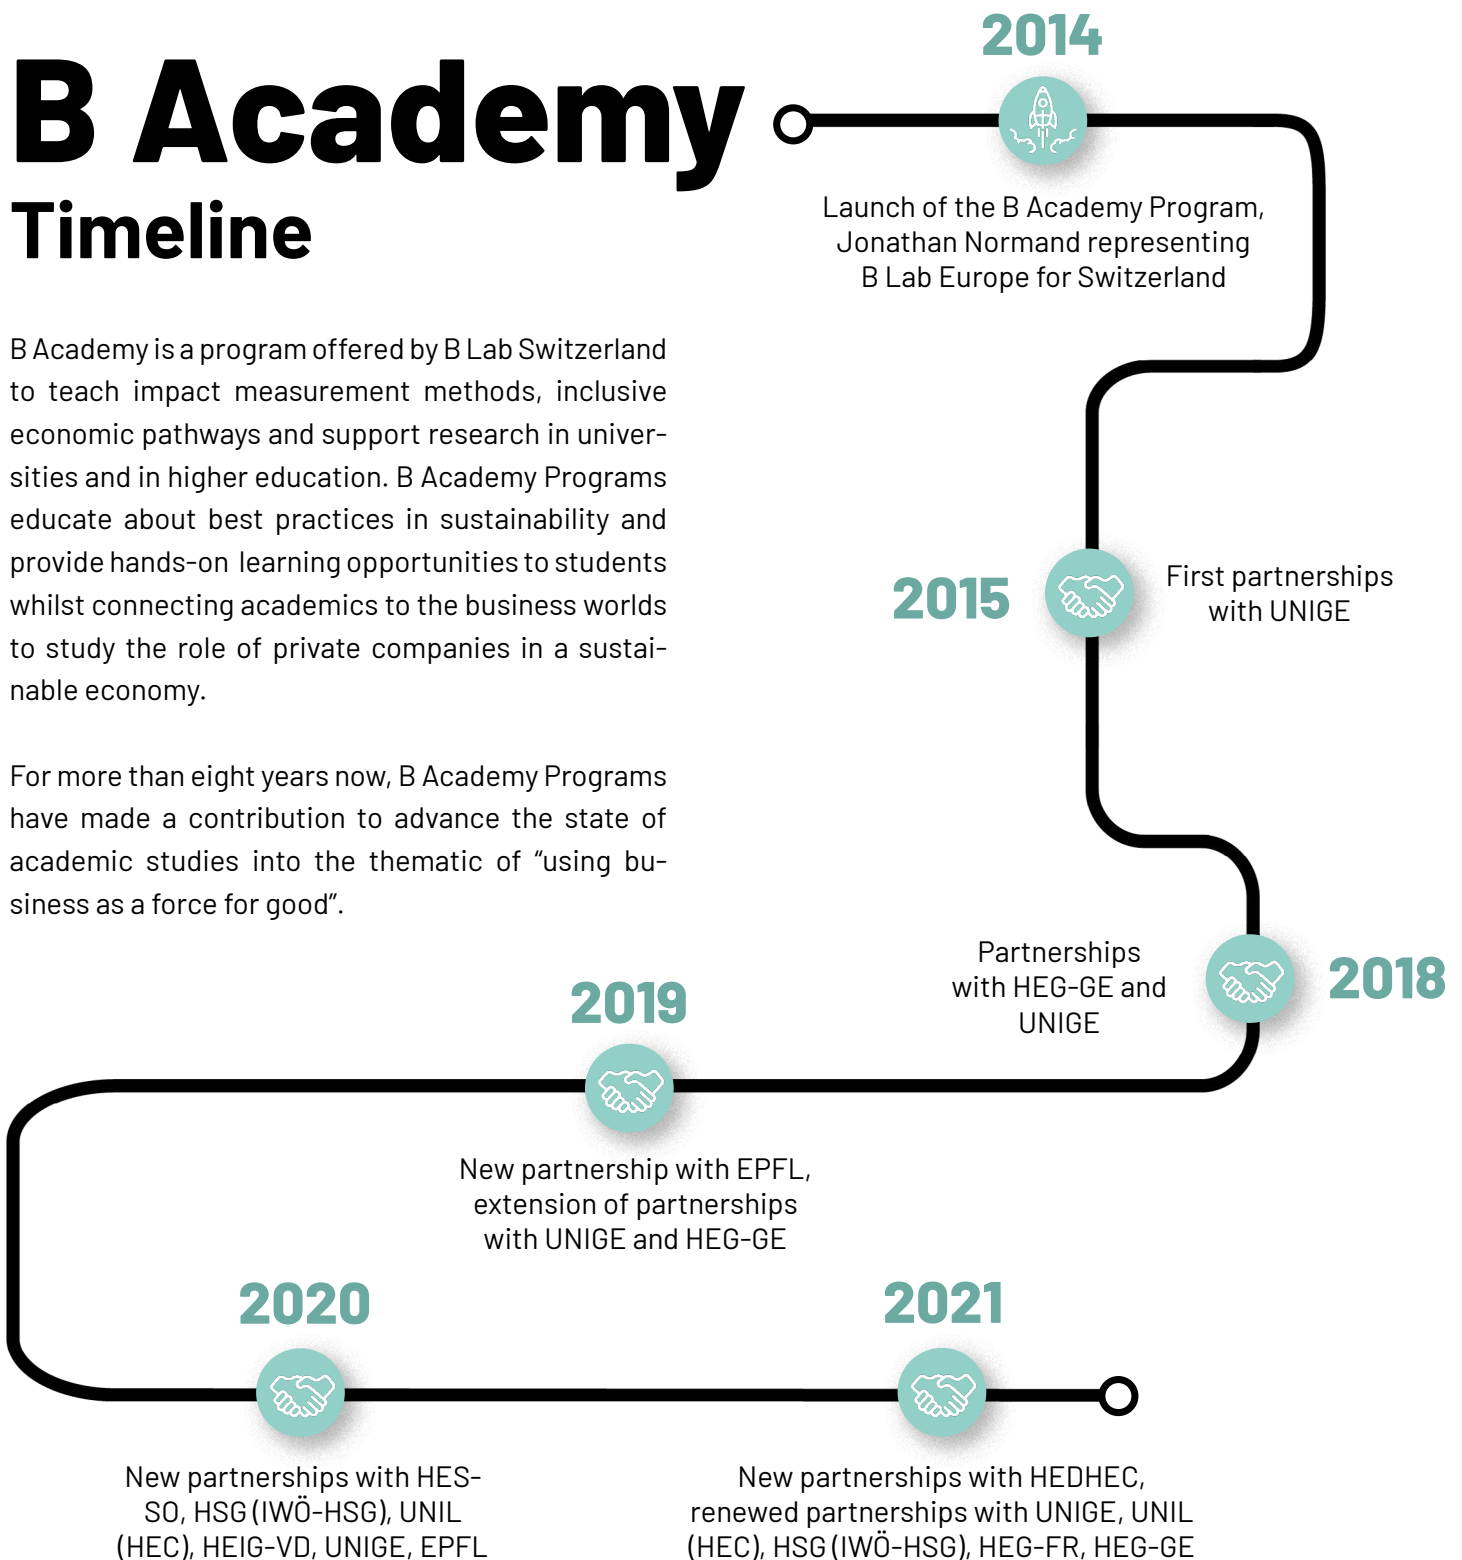 B Academy
Timeline
B Academy is a program offered by B Lab Switzerland
to teach impact measurement methods, inclusive
economic pathways and support research in univer-
sities and in higher education. B Academy Programs
educate about best practices in sustainability and
provide hands-on learning opportunities to students
whilst connecting academics to the business worlds
to study the role of private companies in a sustai-
nable economy.
For more than eight years now, B Academy Programs
have made a contribution to advance the state of
academic studies into the thematic of “using bu-
siness as a force for good”.
2014
Launch of the B Academy Program,
Jonathan Normand representing
B Lab Europe for Switzerland
2015
First partnerships
with UNIGE
2018
Partnerships
with HEG-GE and
UNIGE
2019
New partnership with EPFL,
extension of partnerships
with UNIGE and HEG-GE
2020
New partnerships with HES-
SO, HSG (IWÖ-HSG), UNIL
(HEC), HEIG-VD, UNIGE, EPFL
2021
New partnerships with HEDHEC,
renewed partnerships with UNIGE, UNIL
(HEC), HSG (IWÖ-HSG), HEG-FR, HEG-GE